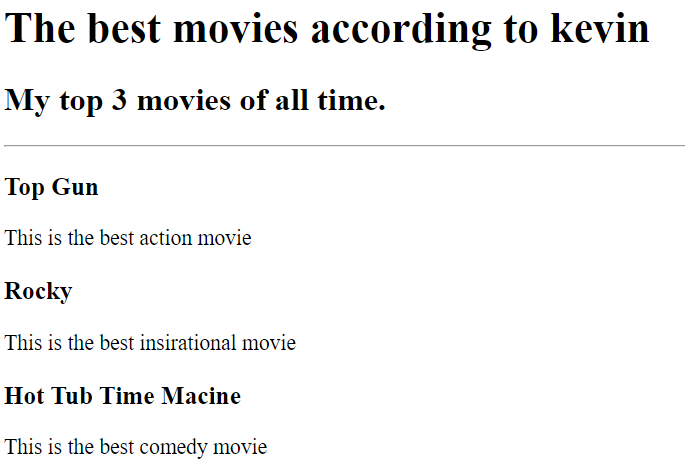 The best movies according to kevin
My top 3 movies of all time.
Top Gun
This is the best action movie
Rocky
This is the best insirational movie
Hot Tub Time Macine
This is the best comedy movie